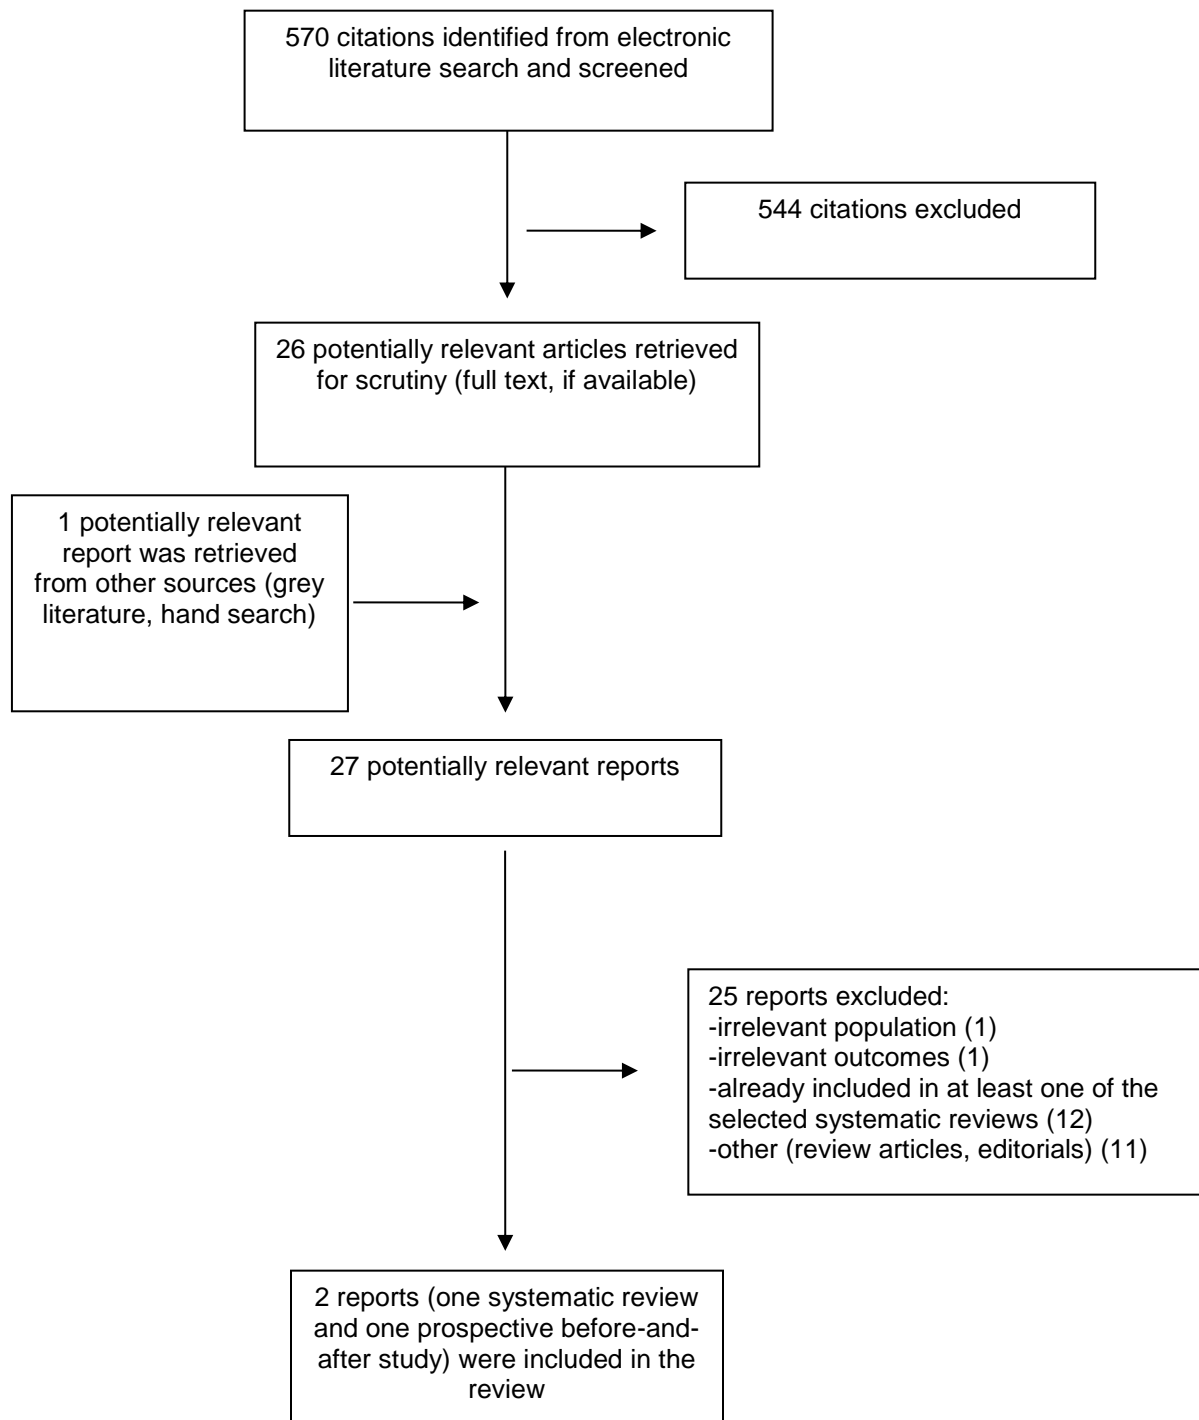 570 citations identified from electronic
literature search and screened
544 citations excluded
26 potentially relevant articles retrieved
for scrutiny (full text, if available)
1 potentially relevant
report was retrieved
from other sources (grey
literature, hand search)
27 potentially relevant reports
25 reports excluded:
-irrelevant population (1)
-irrelevant outcomes (1)
-already included in at least one of the
selected systematic reviews (12)
-other (review articles, editorials) (11)
2 reports (one systematic review
and one prospective before-and-
after study) were included in the
review